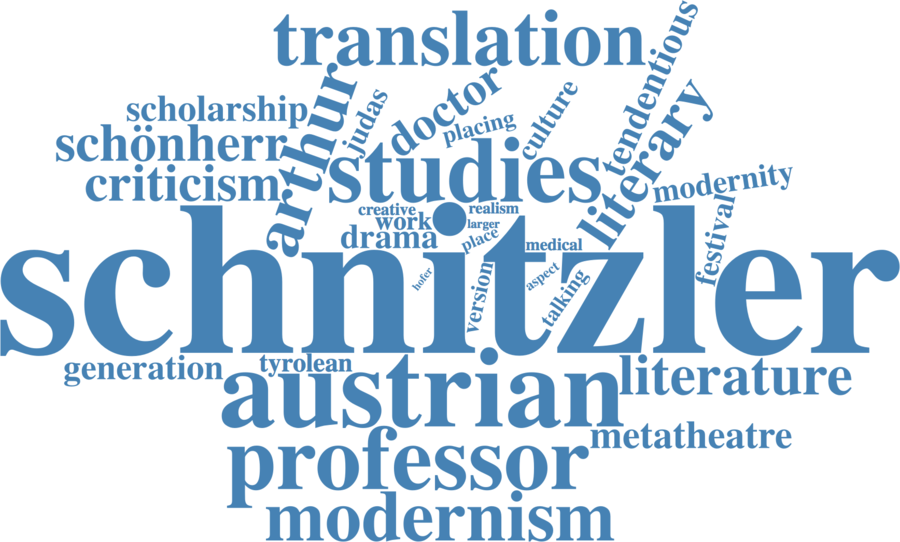 translation
tendentious
scholarship
arthur
judas
doctor
placing
culture
schönherr
studies
literary
criticism
modernity
creative
realism
work
larger
drama
place
medical
festival
schnitzler
hofer
version
aspect
talking
generation
tyrolean
austrian
literature
metatheatre
professor
modernism